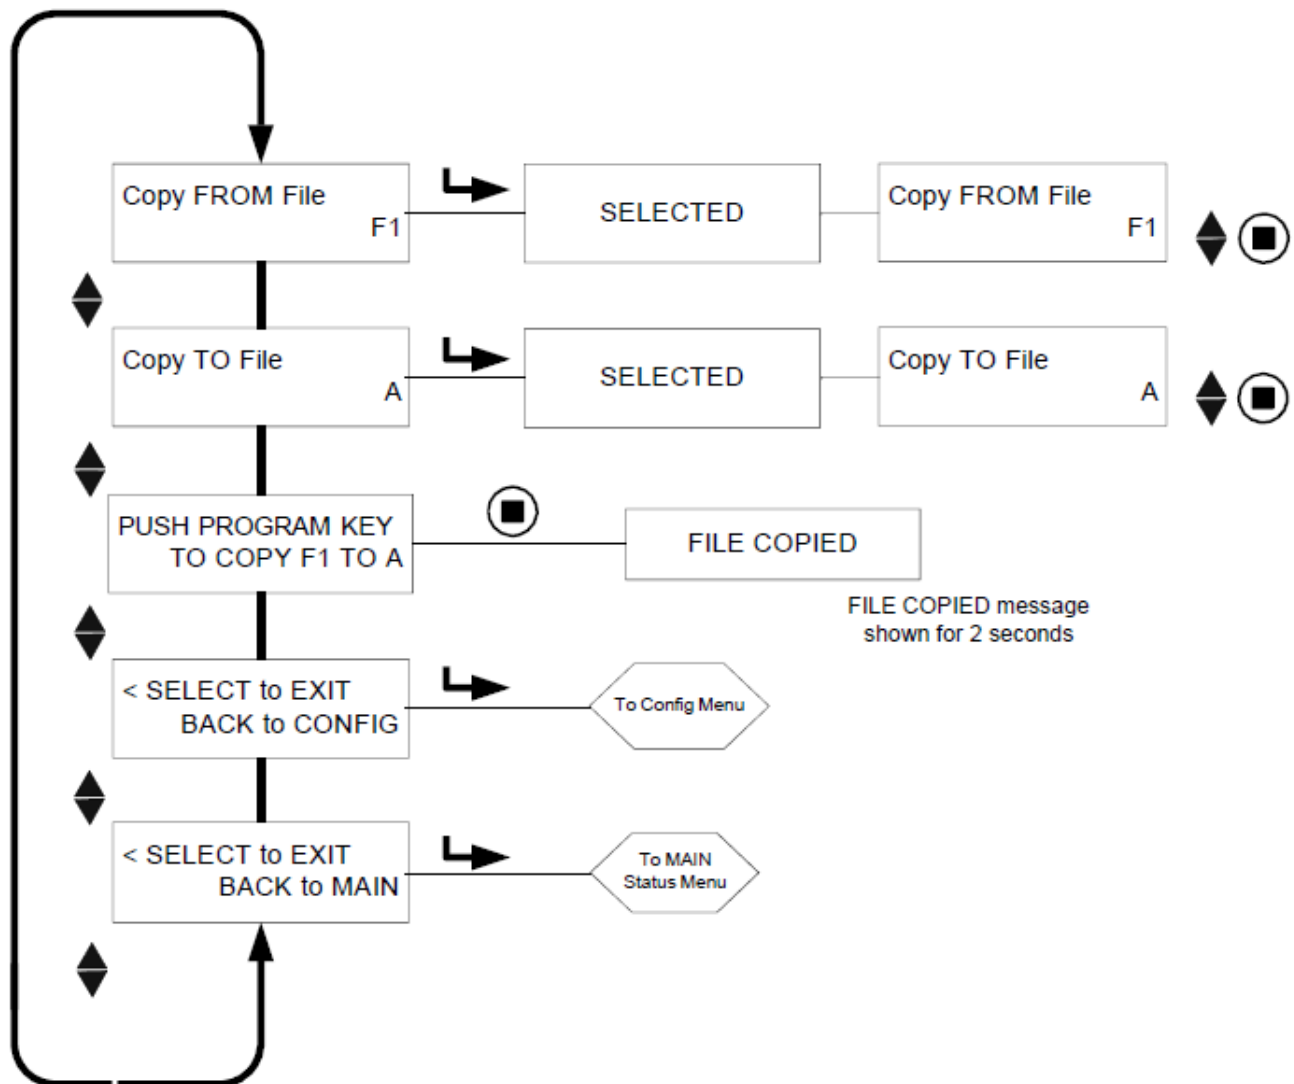 Copy FROM File
F1
SELECTED
Copy FROM File
F1
Copy TO File
A
SELECTED
Copy TO File
A
PUSH PROGRAM KEY
TO COPY F1 TO A
FILE COPIED
FILE COPIED message
shown for 2 seconds
< SELECT to EXIT
BACK to CONFIG
To Config Menu
< SELECT to EXIT
BACK to MAIN
To MAIN
Status Menu